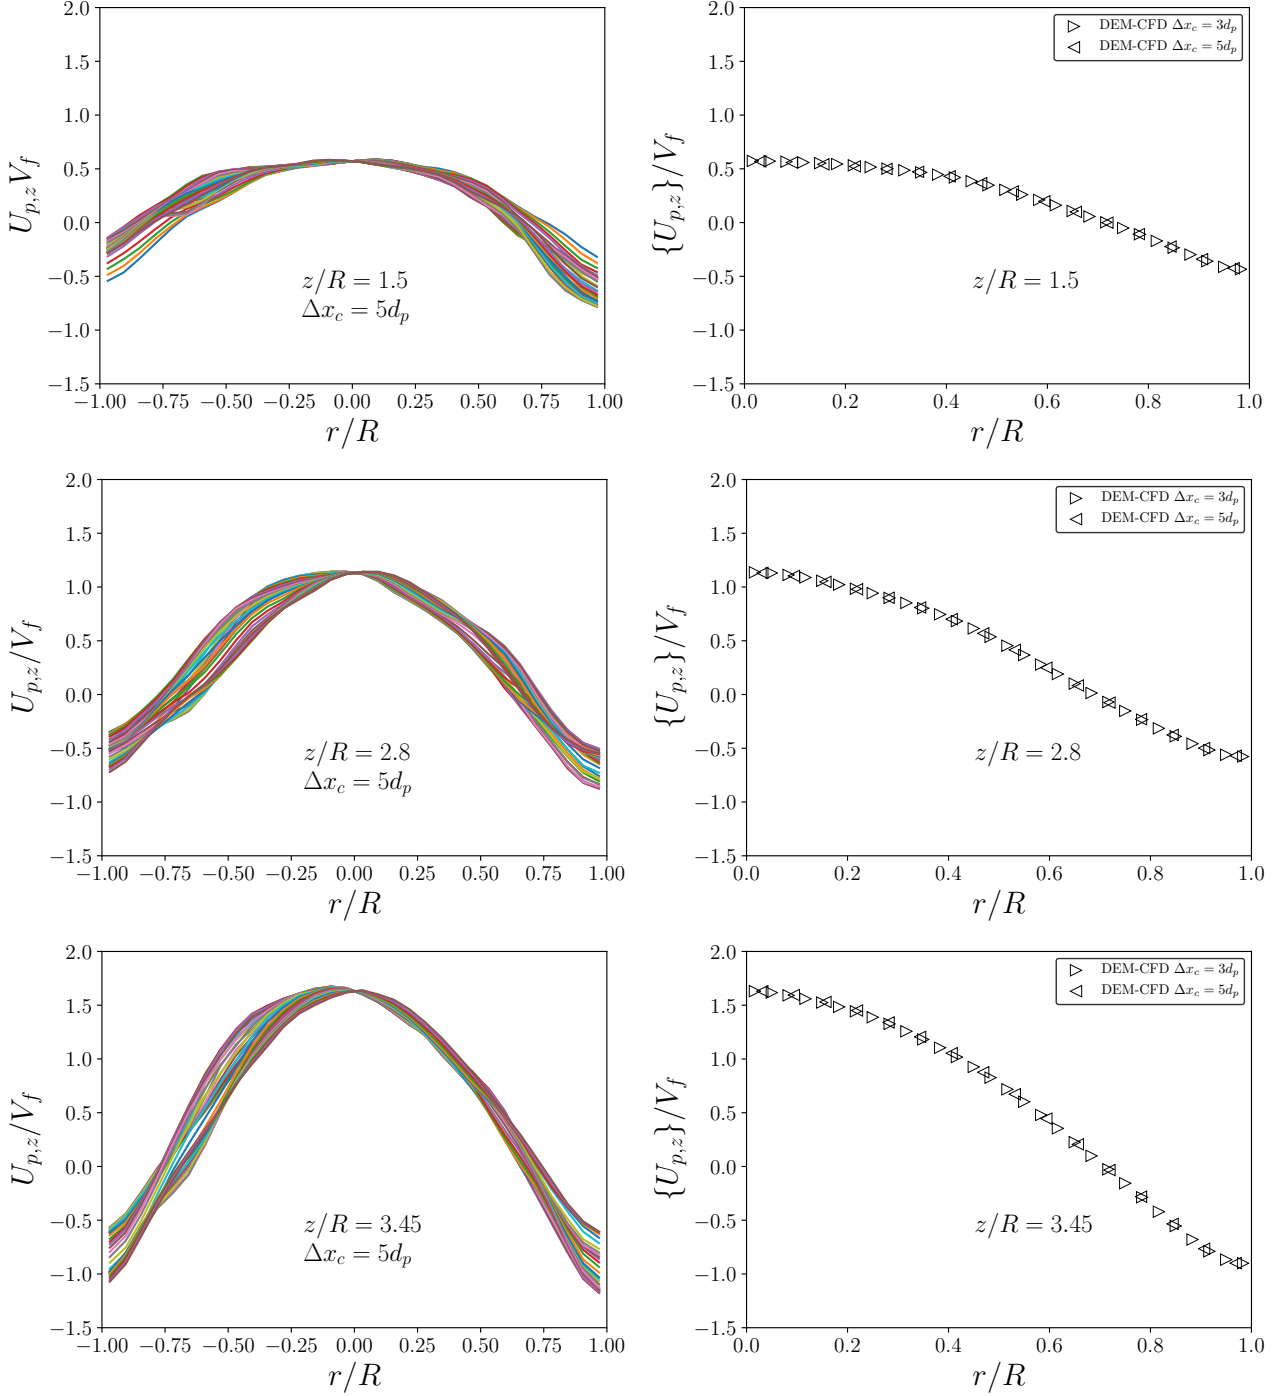 2.0
1.5
1.0
0.5
0.0
−0.5
−1.0
−1.5
U_{p,z}V_f
z/R = 1.5
Δx_c = 5d_p
−1.00 −0.75 −0.50 −0.25 0.00 0.25 0.50 0.75 1.00
r/R
2.0
1.5
1.0
0.5
0.0
−0.5
−1.0
−1.5
{U_{p,z}}/V_f
DEM-CFD Δx_c = 3d_p
DEM-CFD Δx_c = 5d_p
z/R = 1.5
0.0 0.2 0.4 0.6 0.8 1.0
r/R
2.0
1.5
1.0
0.5
0.0
−0.5
−1.0
−1.5
U_{p,z}/V_f
z/R = 2.8
Δx_c = 5d_p
−1.00 −0.75 −0.50 −0.25 0.00 0.25 0.50 0.75 1.00
r/R
2.0
1.5
1.0
0.5
0.0
−0.5
−1.0
−1.5
{U_{p,z}}/V_f
DEM-CFD Δx_c = 3d_p
DEM-CFD Δx_c = 5d_p
z/R = 2.8
0.0 0.2 0.4 0.6 0.8 1.0
r/R
2.0
1.5
1.0
0.5
0.0
−0.5
−1.0
−1.5
U_{p,z}/V_f
z/R = 3.45
Δx_c = 5d_p
−1.00 −0.75 −0.50 −0.25 0.00 0.25 0.50 0.75 1.00
r/R
2.0
1.5
1.0
0.5
0.0
−0.5
−1.0
−1.5
{U_{p,z}}/V_f
DEM-CFD Δx_c = 3d_p
DEM-CFD Δx_c = 5d_p
z/R = 3.45
0.0 0.2 0.4 0.6 0.8 1.0
r/R